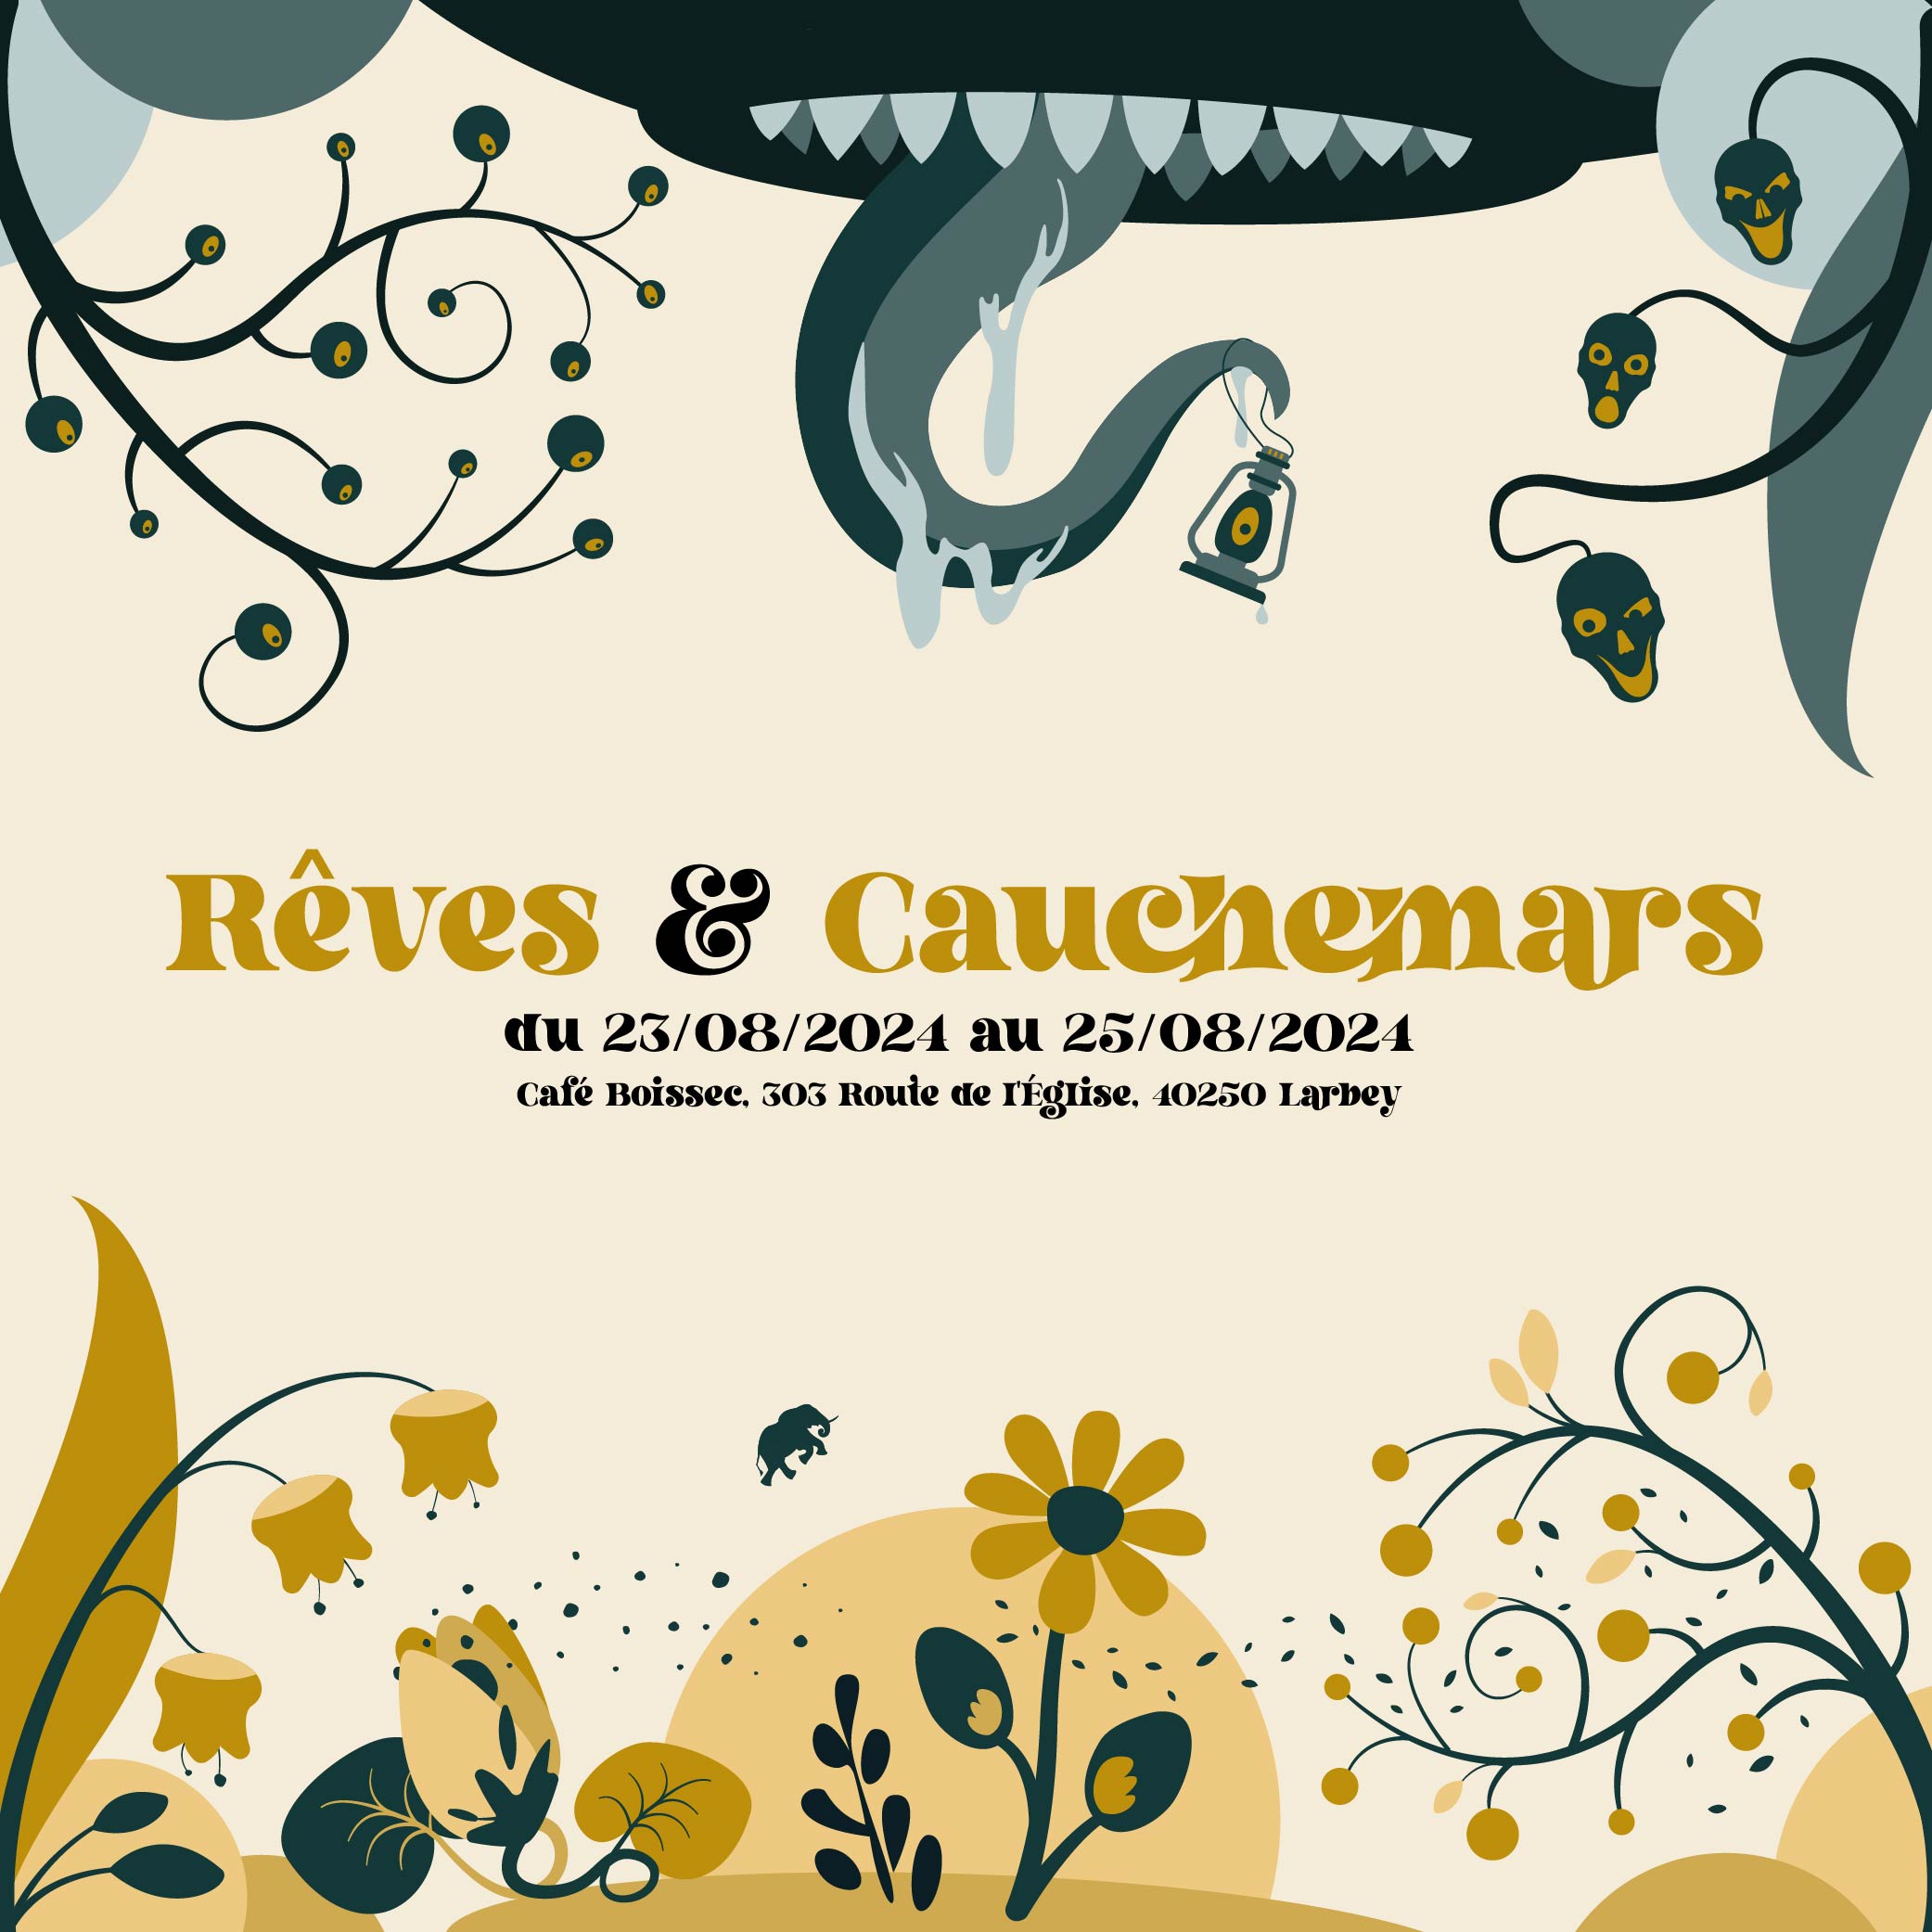 Rêves & Cauchemars
du 23/08/2024 au 25/08/2024
Café Boissec, 303 Route de l'Église, 40250 Larbey